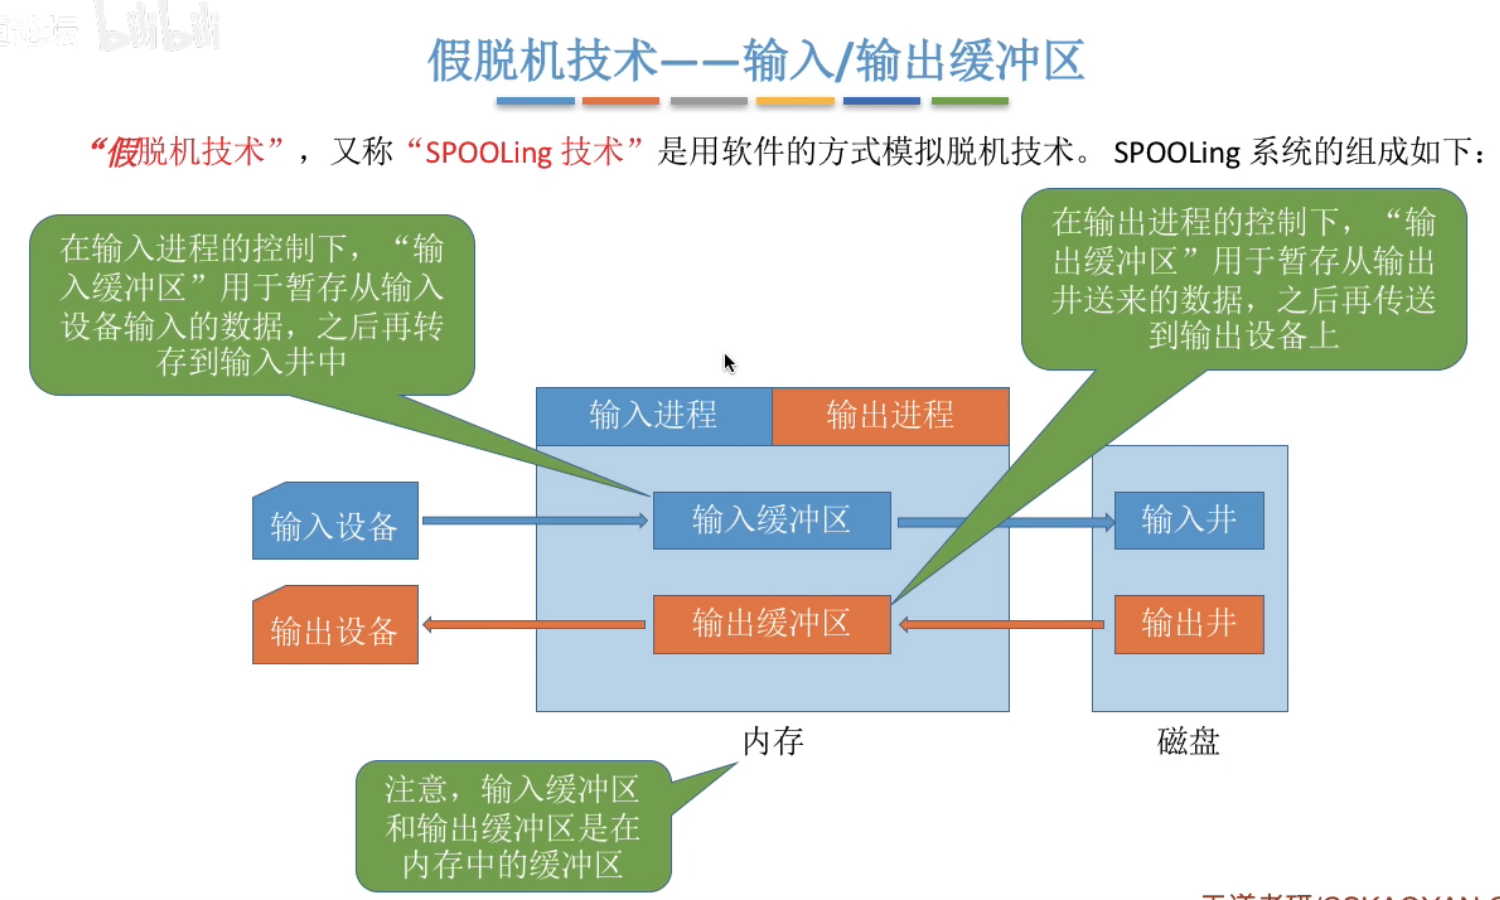 bilibili
假脱机技术——输入/输出缓冲区
“假脱机技术”，又称“SPOOLing 技术”是用软件的方式模拟脱机技术。 SPOOLing 系统的组成如下：
在输入进程的控制下，“输
入缓冲区”用于暂存从输入
设备输入的数据，之后再转
存到输入井中
在输出进程的控制下，“输
出缓冲区”用于暂存从输出
井送来的数据，之后再传送
到输出设备上
输入进程
输出进程
输入设备
输入缓冲区
输入井
输出设备
输出缓冲区
输出井
内存
磁盘
注意，输入缓冲区
和输出缓冲区是在
内存中的缓冲区